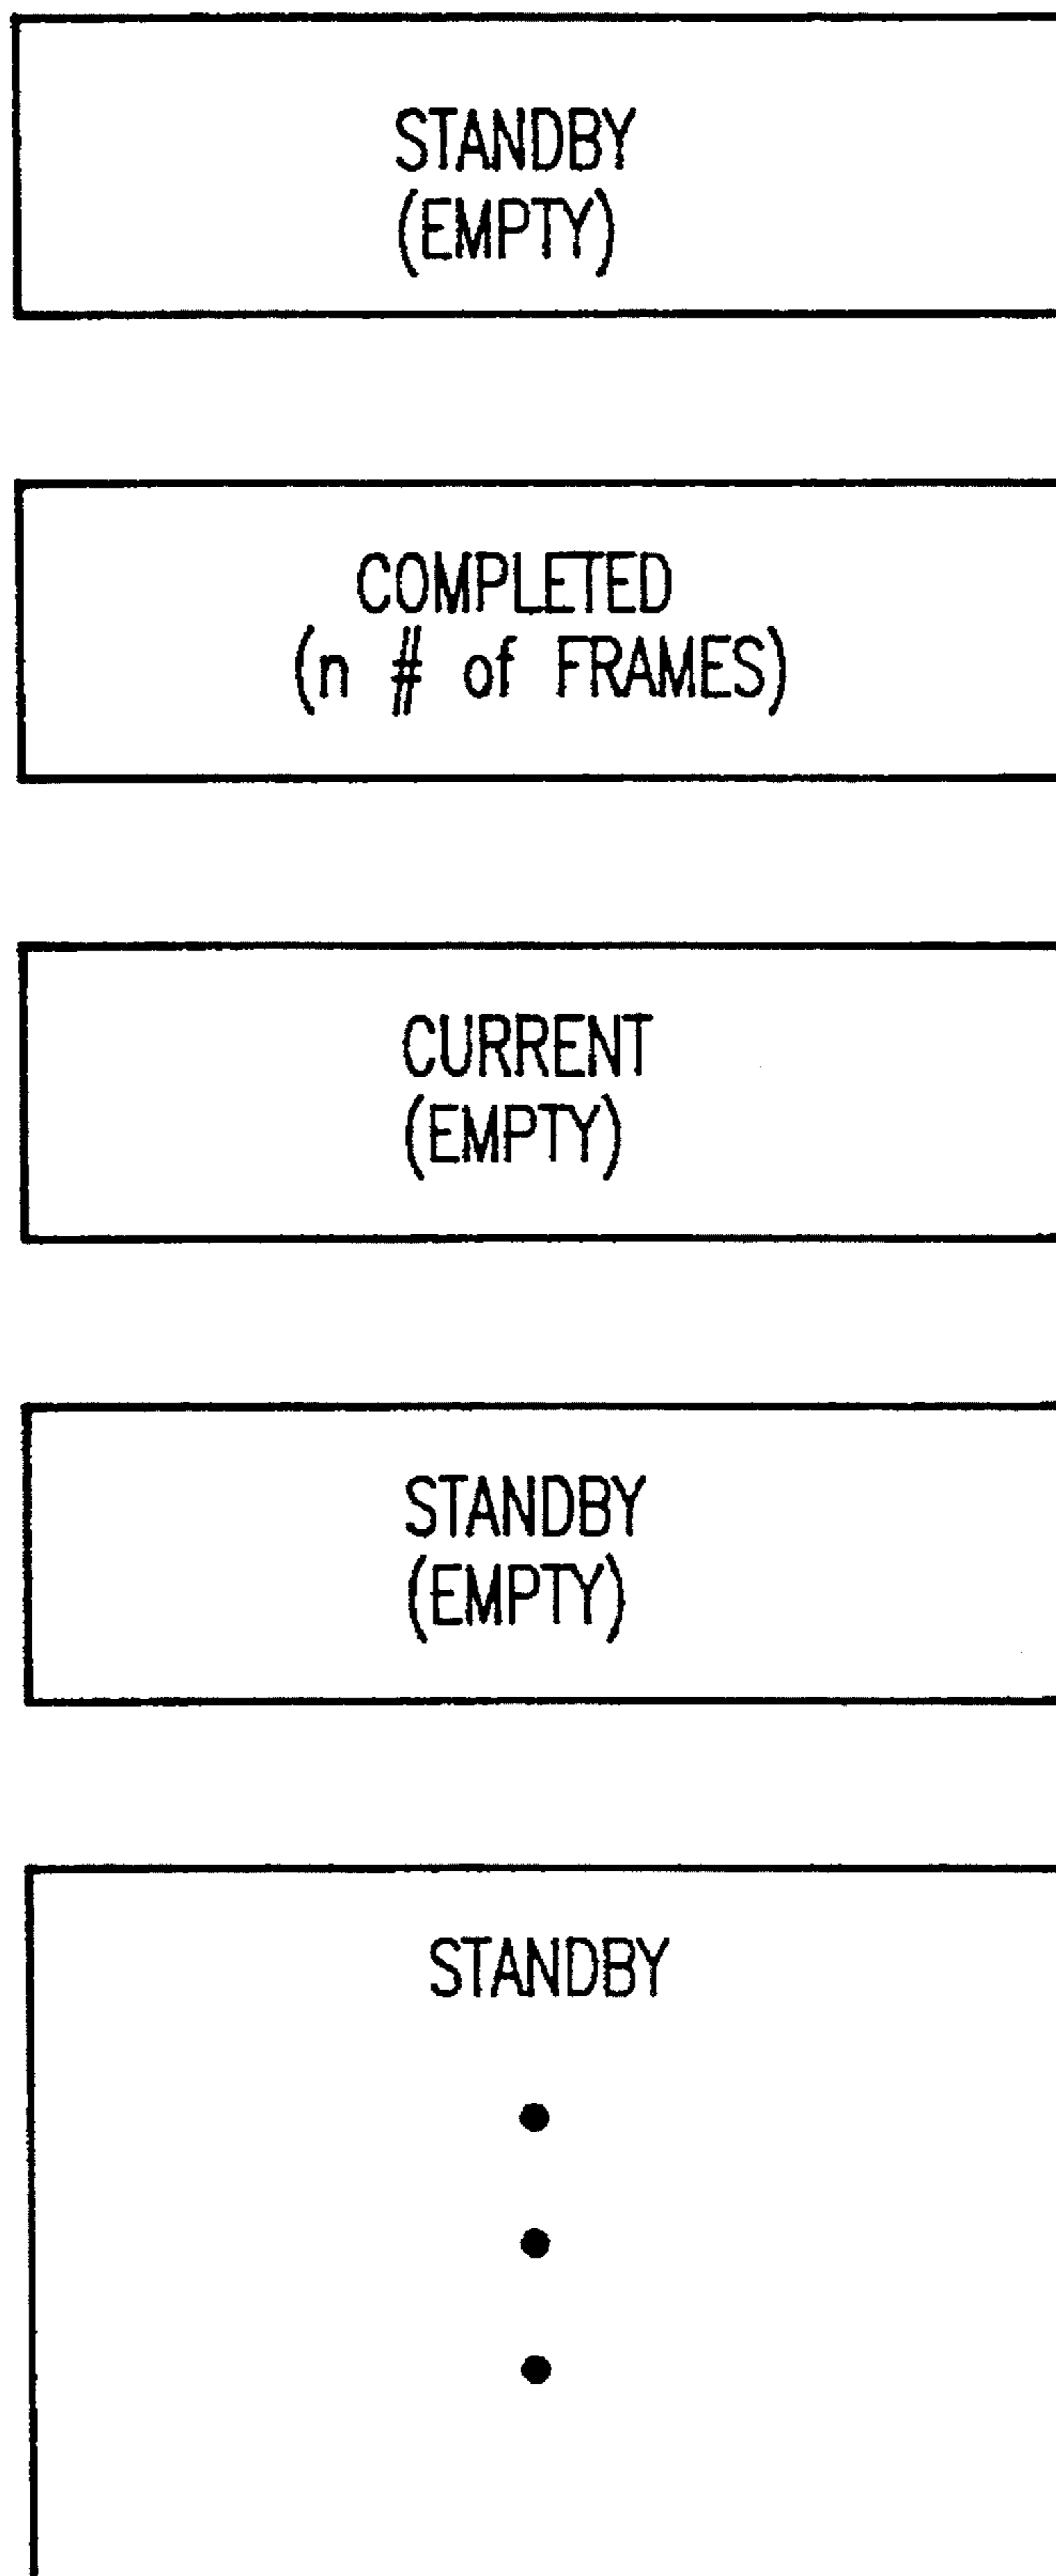 STANDBY
(EMPTY)
COMPLETED
(n # of FRAMES)
CURRENT
(EMPTY)
STANDBY
(EMPTY)
STANDBY